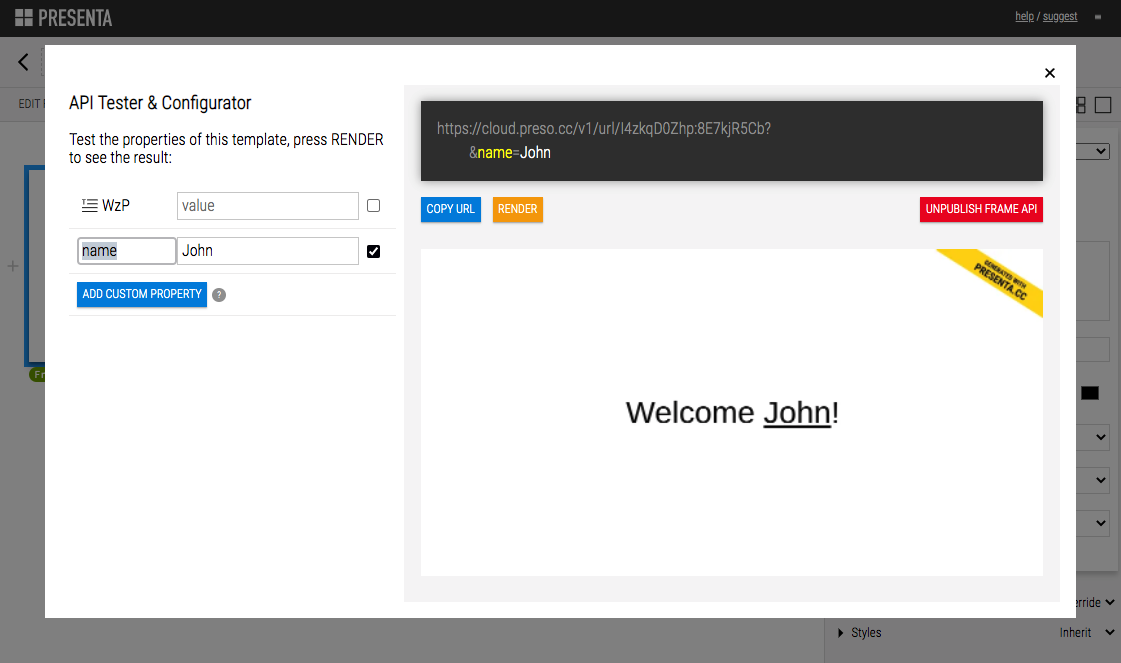 PRESENTA
help / suggest
EDIT
API Tester & Configurator
Test the properties of this template, press RENDER
to see the result:
WzP
value
name
John
ADD CUSTOM PROPERTY
?
https://cloud.preso.cc/v1/url/I4zkqD0Zhp:8E7kjR5Cb?
&name=John
COPY URL
RENDER
UNPUBLISH FRAME API
GENERATED WITH
PRESENTA.CC
Welcome John!
Fr
erride
Styles
Inherit